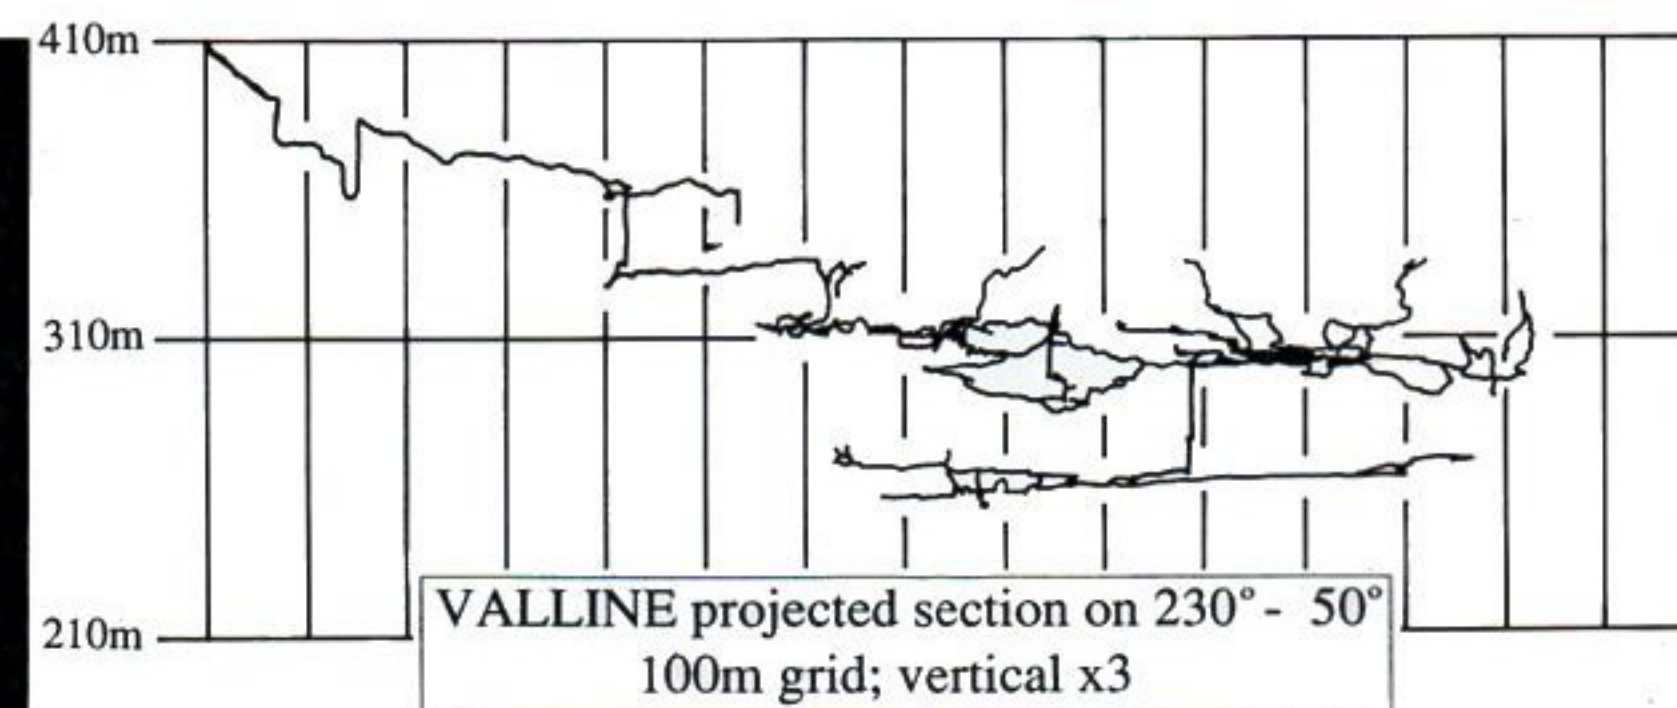 410m
310m
210m
VALLINE projected section on 230° - 50°
100m grid; vertical x3